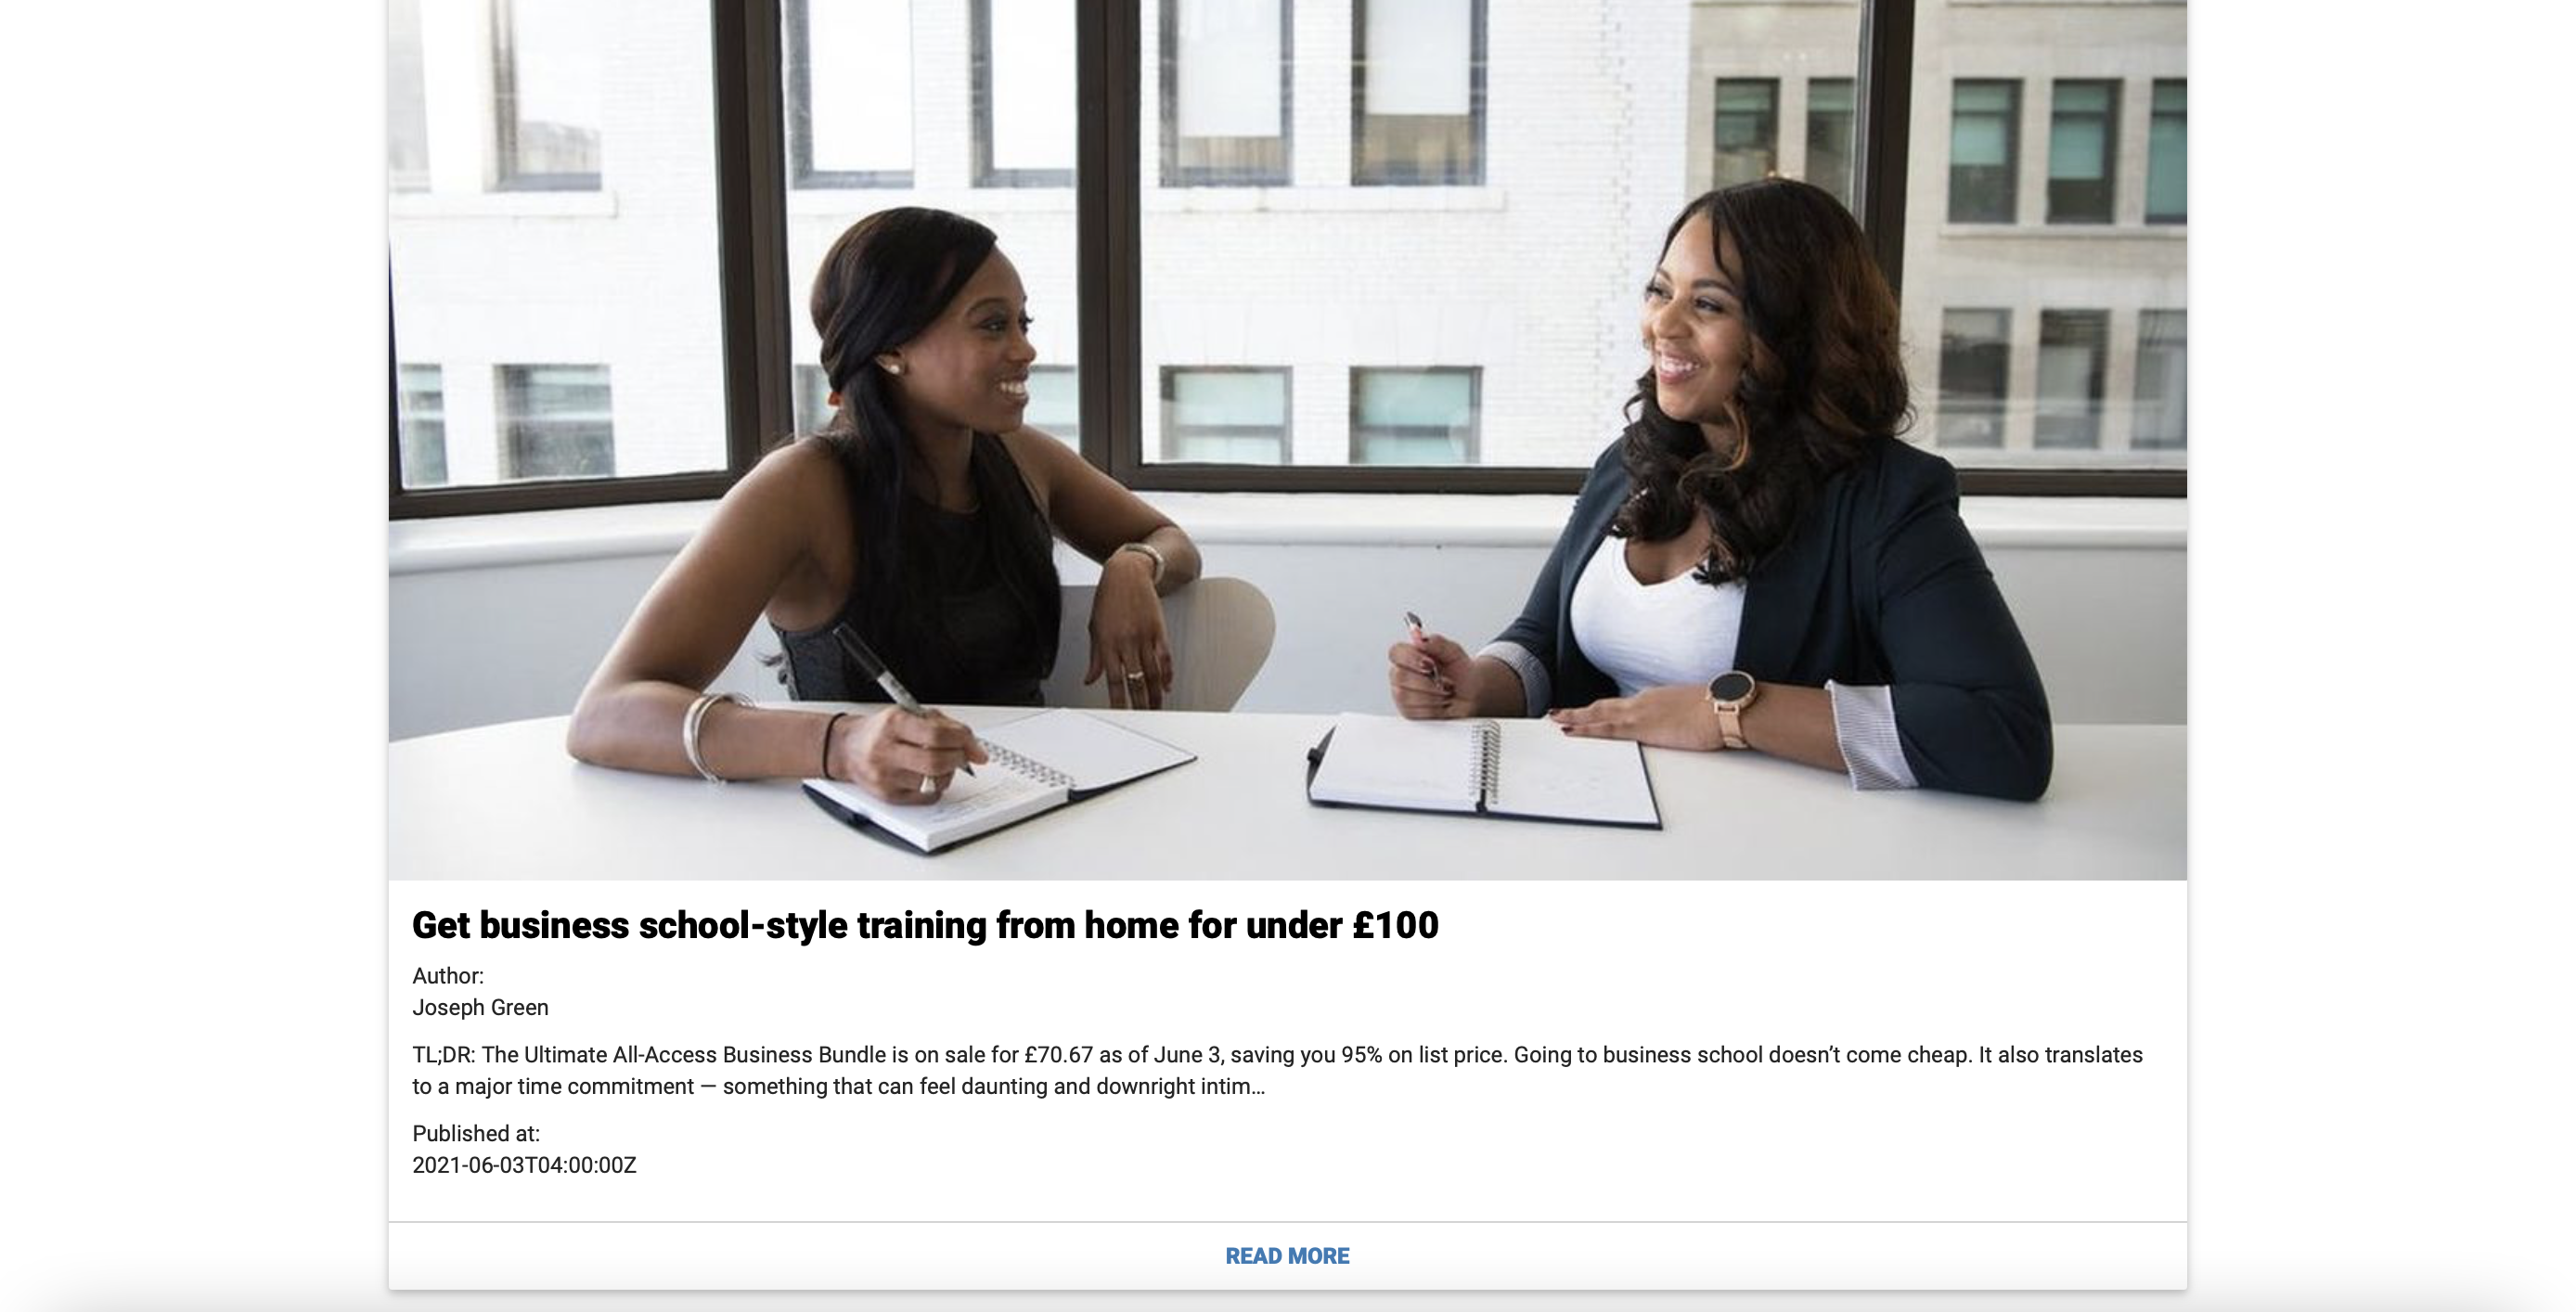 Get business school-style training from home for under £100
Author:
Joseph Green
TL;DR: The Ultimate All-Access Business Bundle is on sale for £70.67 as of June 3, saving you 95% on list price. Going to business school doesn’t come cheap. It also translates
to a major time commitment — something that can feel daunting and downright intim…
Published at:
2021-06-03T04:00:00Z
READ MORE